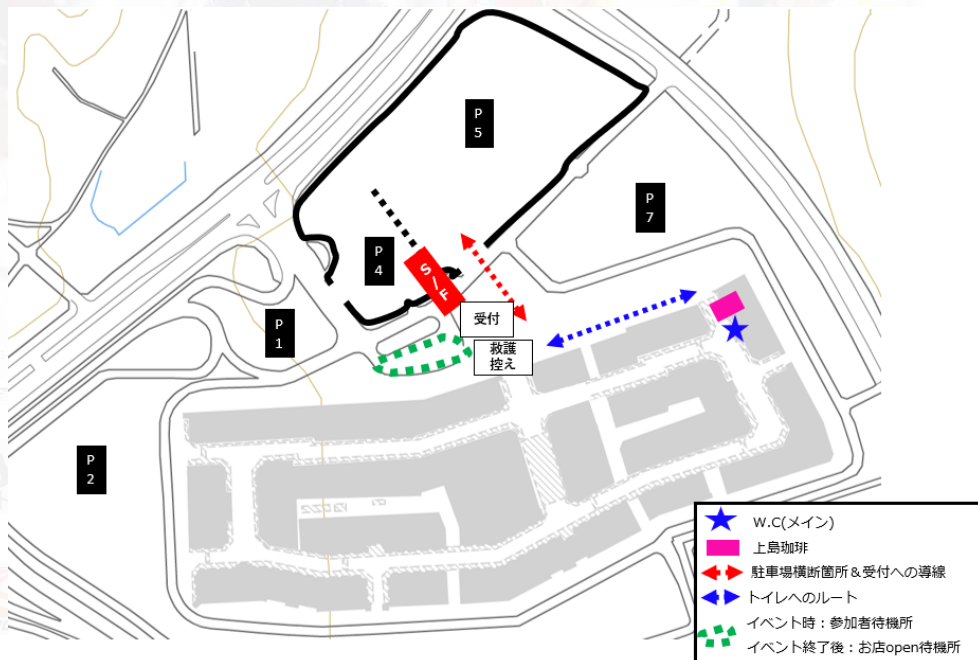 P
5
P
7
P
4
S/F
P
1
受付
救護
控え
P
2
W.C(メイン)
上島珈琲
駐車場横断箇所&受付への導線
トイレへのルート
イベント時：参加者待機所
イベント終了後：お店open待機所